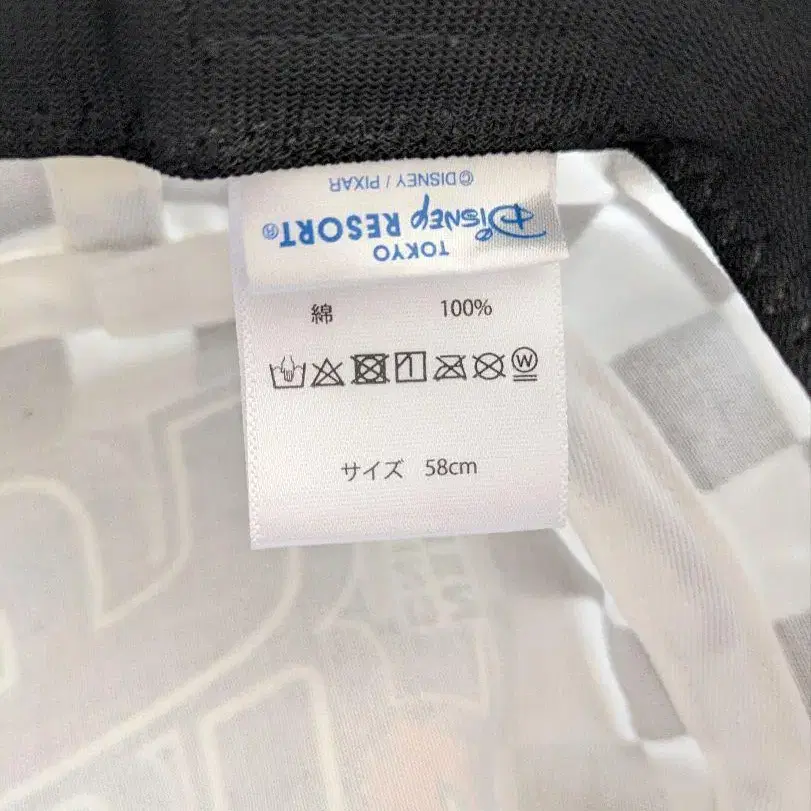 TOKYO
DISNEY RESORT®
©DISNEY / PIXAR
綿 100%
W
サイズ 58cm